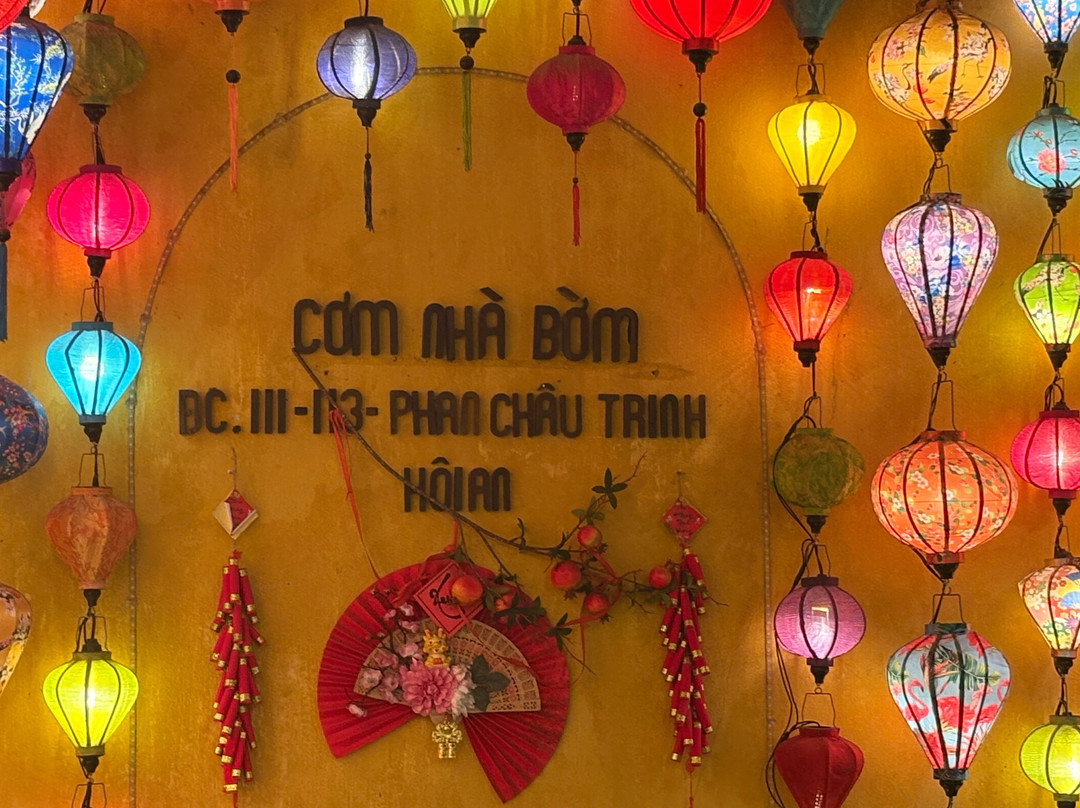 CƠM NHÀ BỜM
ĐC. 111-113- PHAN CHÂU TRINH
HỘI AN